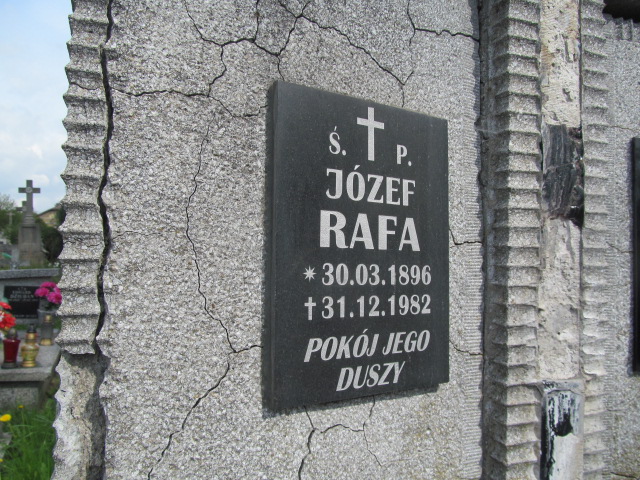 Ś. P.
JÓZEF
RAFA
* 30.03.1896
† 31.12.1982
POKÓJ JEGO
DUSZY